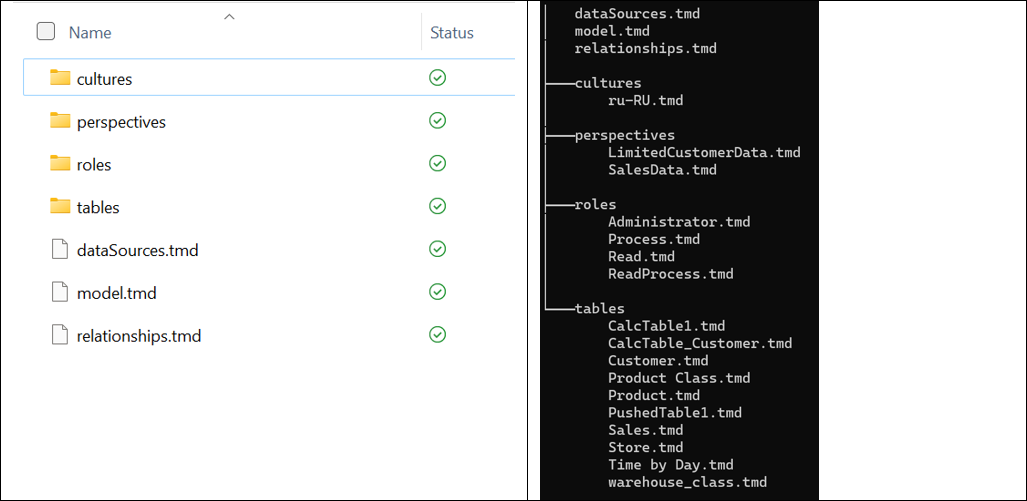 Name Status
cultures
perspectives
roles
tables
dataSources.tmd
model.tmd
relationships.tmd
dataSources.tmd
model.tmd
relationships.tmd
cultures
ru-RU.tmd
perspectives
LimitedCustomerData.tmd
SalesData.tmd
roles
Administrator.tmd
Process.tmd
Read.tmd
ReadProcess.tmd
tables
CalcTable1.tmd
CalcTable_Customer.tmd
Customer.tmd
Product Class.tmd
Product.tmd
PushedTable1.tmd
Sales.tmd
Store.tmd
Time by Day.tmd
warehouse_class.tmd